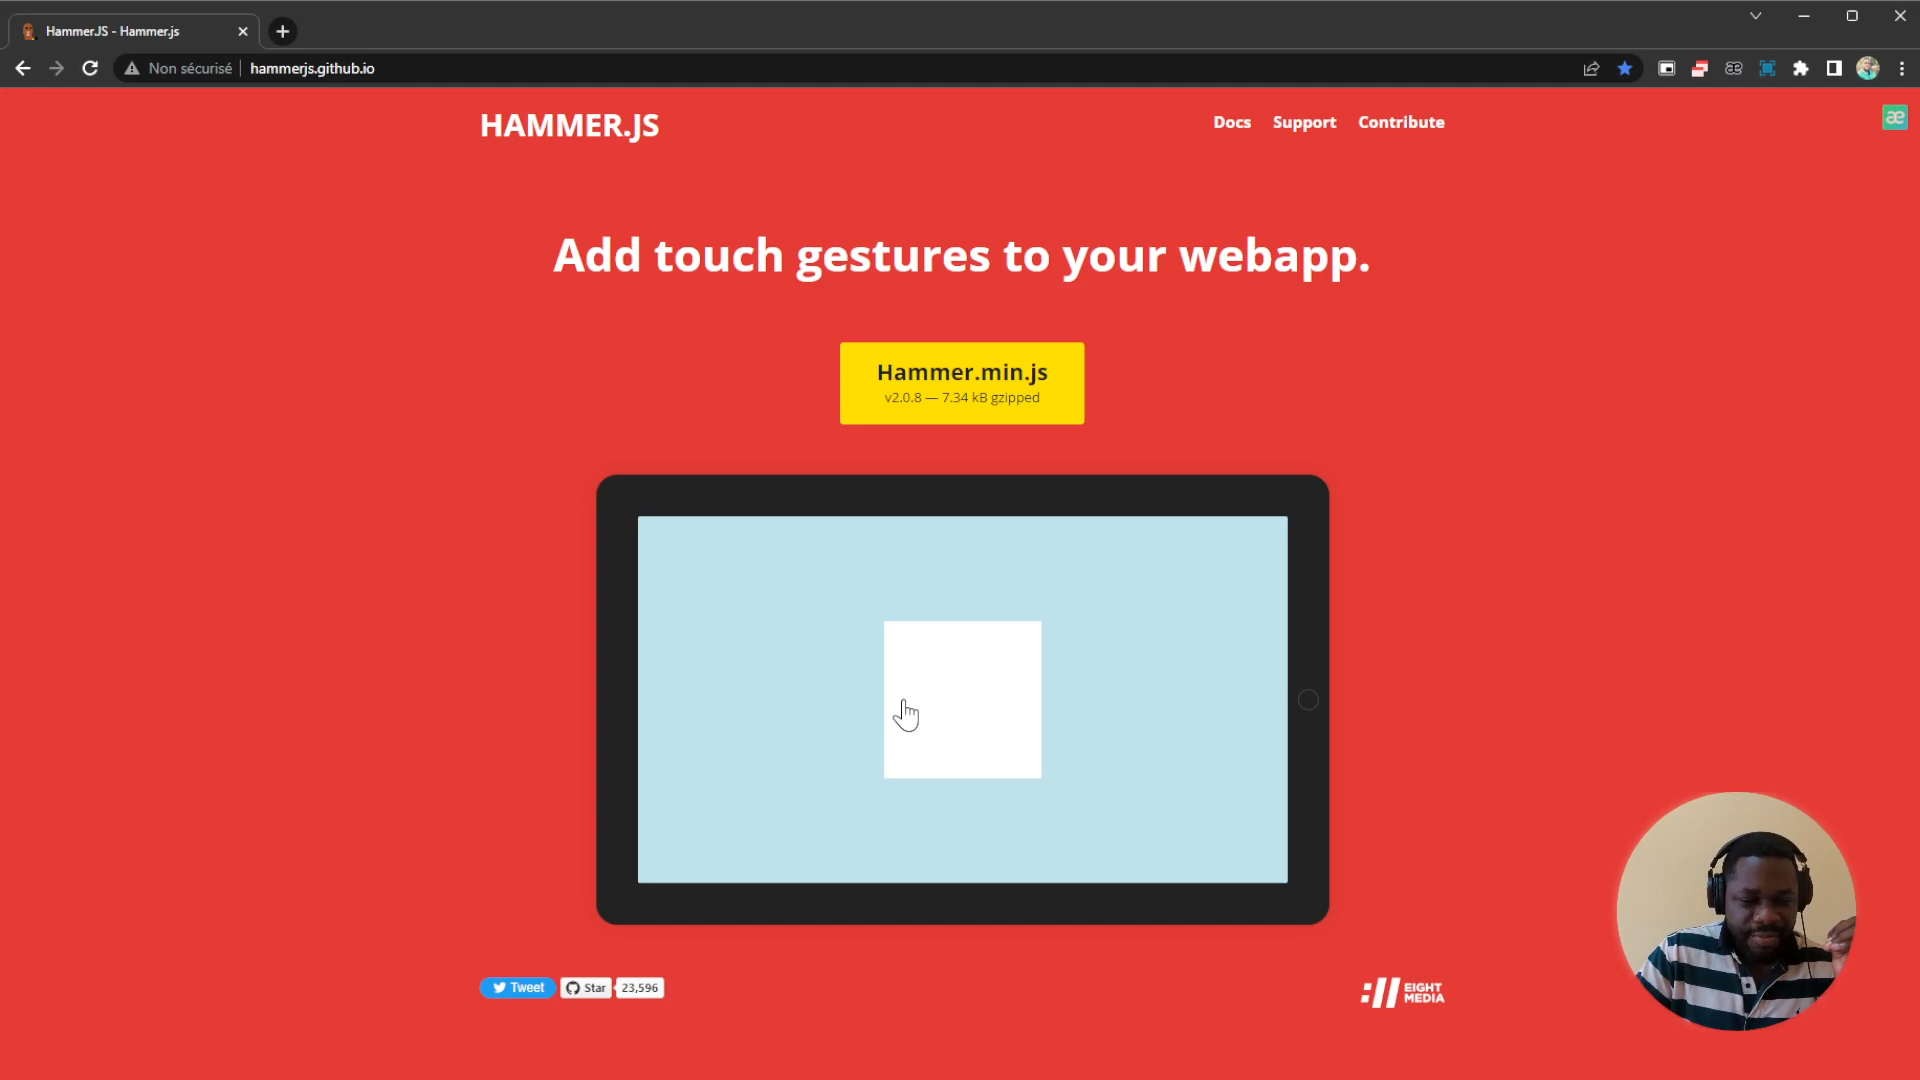 HammerJS - Hammer.js
Non sécurisé hammerjs.github.io
HAMMER.JS
Docs Support Contribute
æ
Add touch gestures to your webapp.
Hammer.min.js
v2.0.8 — 7.34 kB gzipped
Tweet Star 23,596
EIGHT
MEDIA